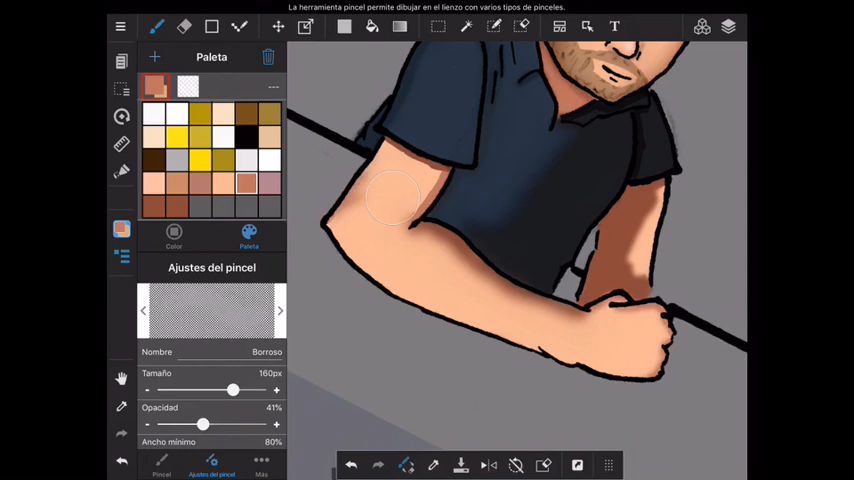 La herramienta pincel permite dibujar en el lienzo con varios tipos de pinceles.
T
Paleta
Color
Paleta
Ajustes del pincel
Nombre Borroso
Tamaño 160px
- +
Opacidad 41%
- +
Ancho mínimo 80%
Pincel Ajustes del pincel Más